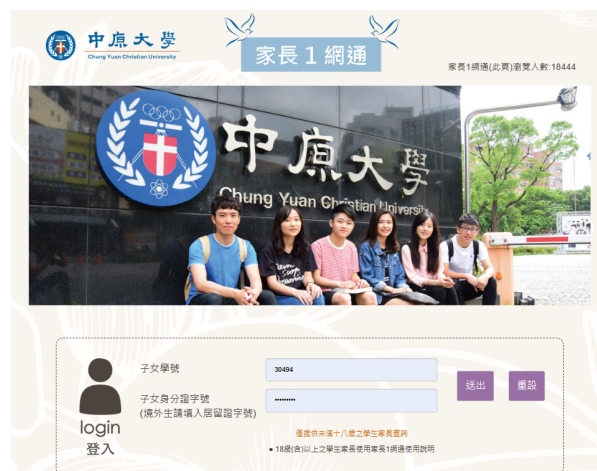 中原大學
Chung Yuan Christian University
家長1網通
家長1網通(此頁)瀏覽人數:18444
中原大學
Chung Yuan Christian University
子女學號
30494
送出
重設
子女身分證字號
(境外生請填入居留證字號)
•••••••••
login
登入
僅提供未滿十八歲之學生家長查詢
● 18歲(含)以上之學生家長使用家長1網通使用說明